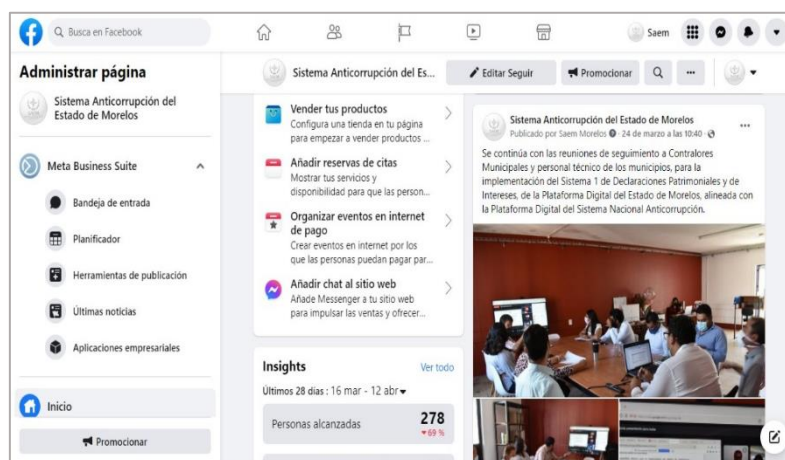 Busca en Facebook
Saem
Administrar página
Sistema Anticorrupción del
Estado de Morelos
Meta Business Suite
Bandeja de entrada
Planificador
Herramientas de publicación
Últimas noticias
Aplicaciones empresariales
Inicio
Promocionar
Sistema Anticorrupción del Es...
Editar Seguir
Promocionar
Vender tus productos
Configura una tienda en tu página
para empezar a vender productos ...
Añadir reservas de citas
Mostrar tus servicios y
disponibilidad para que las person...
Organizar eventos en internet
de pago
Crear eventos en internet por los
que las personas puedan pagar par...
Añadir chat al sitio web
Añade Messenger a tu sitio web
para impulsar las ventas y ofrecer...
Insights
Ver todo
Últimos 28 días : 16 mar - 12 abr
Personas alcanzadas
278
69 %
Sistema Anticorrupción del Estado de Morelos
Publicado por Saem Morelos · 24 de marzo a las 10:40 ·
Se continúa con las reuniones de seguimiento a Contralores
Municipales y personal técnico de los municipios, para la
implementación del Sistema 1 de Declaraciones Patrimoniales y de
Intereses, de la Plataforma Digital del Estado de Morelos, alineada con
la Plataforma Digital del Sistema Nacional Anticorrupción.